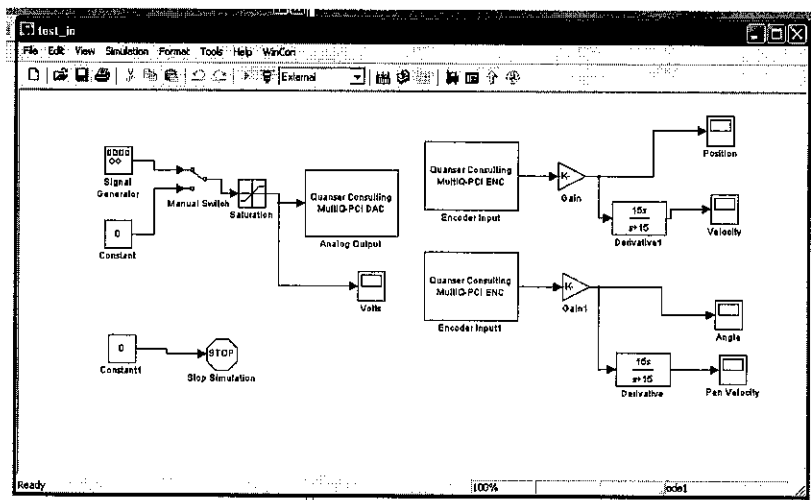 test_io
File Edit View Simulation Format Tools Help WinCon
External
Signal
Generator
Manual Switch
Saturation
0
Constant
Quanser Consulting
MultiQ-PCI DAC
Analog Output
Volts
0
Constant1
STOP
Stop Simulation
Quanser Consulting
MultiQ-PCI ENC
Encoder Input
K-
Gain
Position
15s
s+15
Derivative1
Velocity
Quanser Consulting
MultiQ-PCI ENC
Encoder Input1
K-
Gain1
Angle
15s
s+15
Derivative
Pen Velocity
Ready
100%
ode1